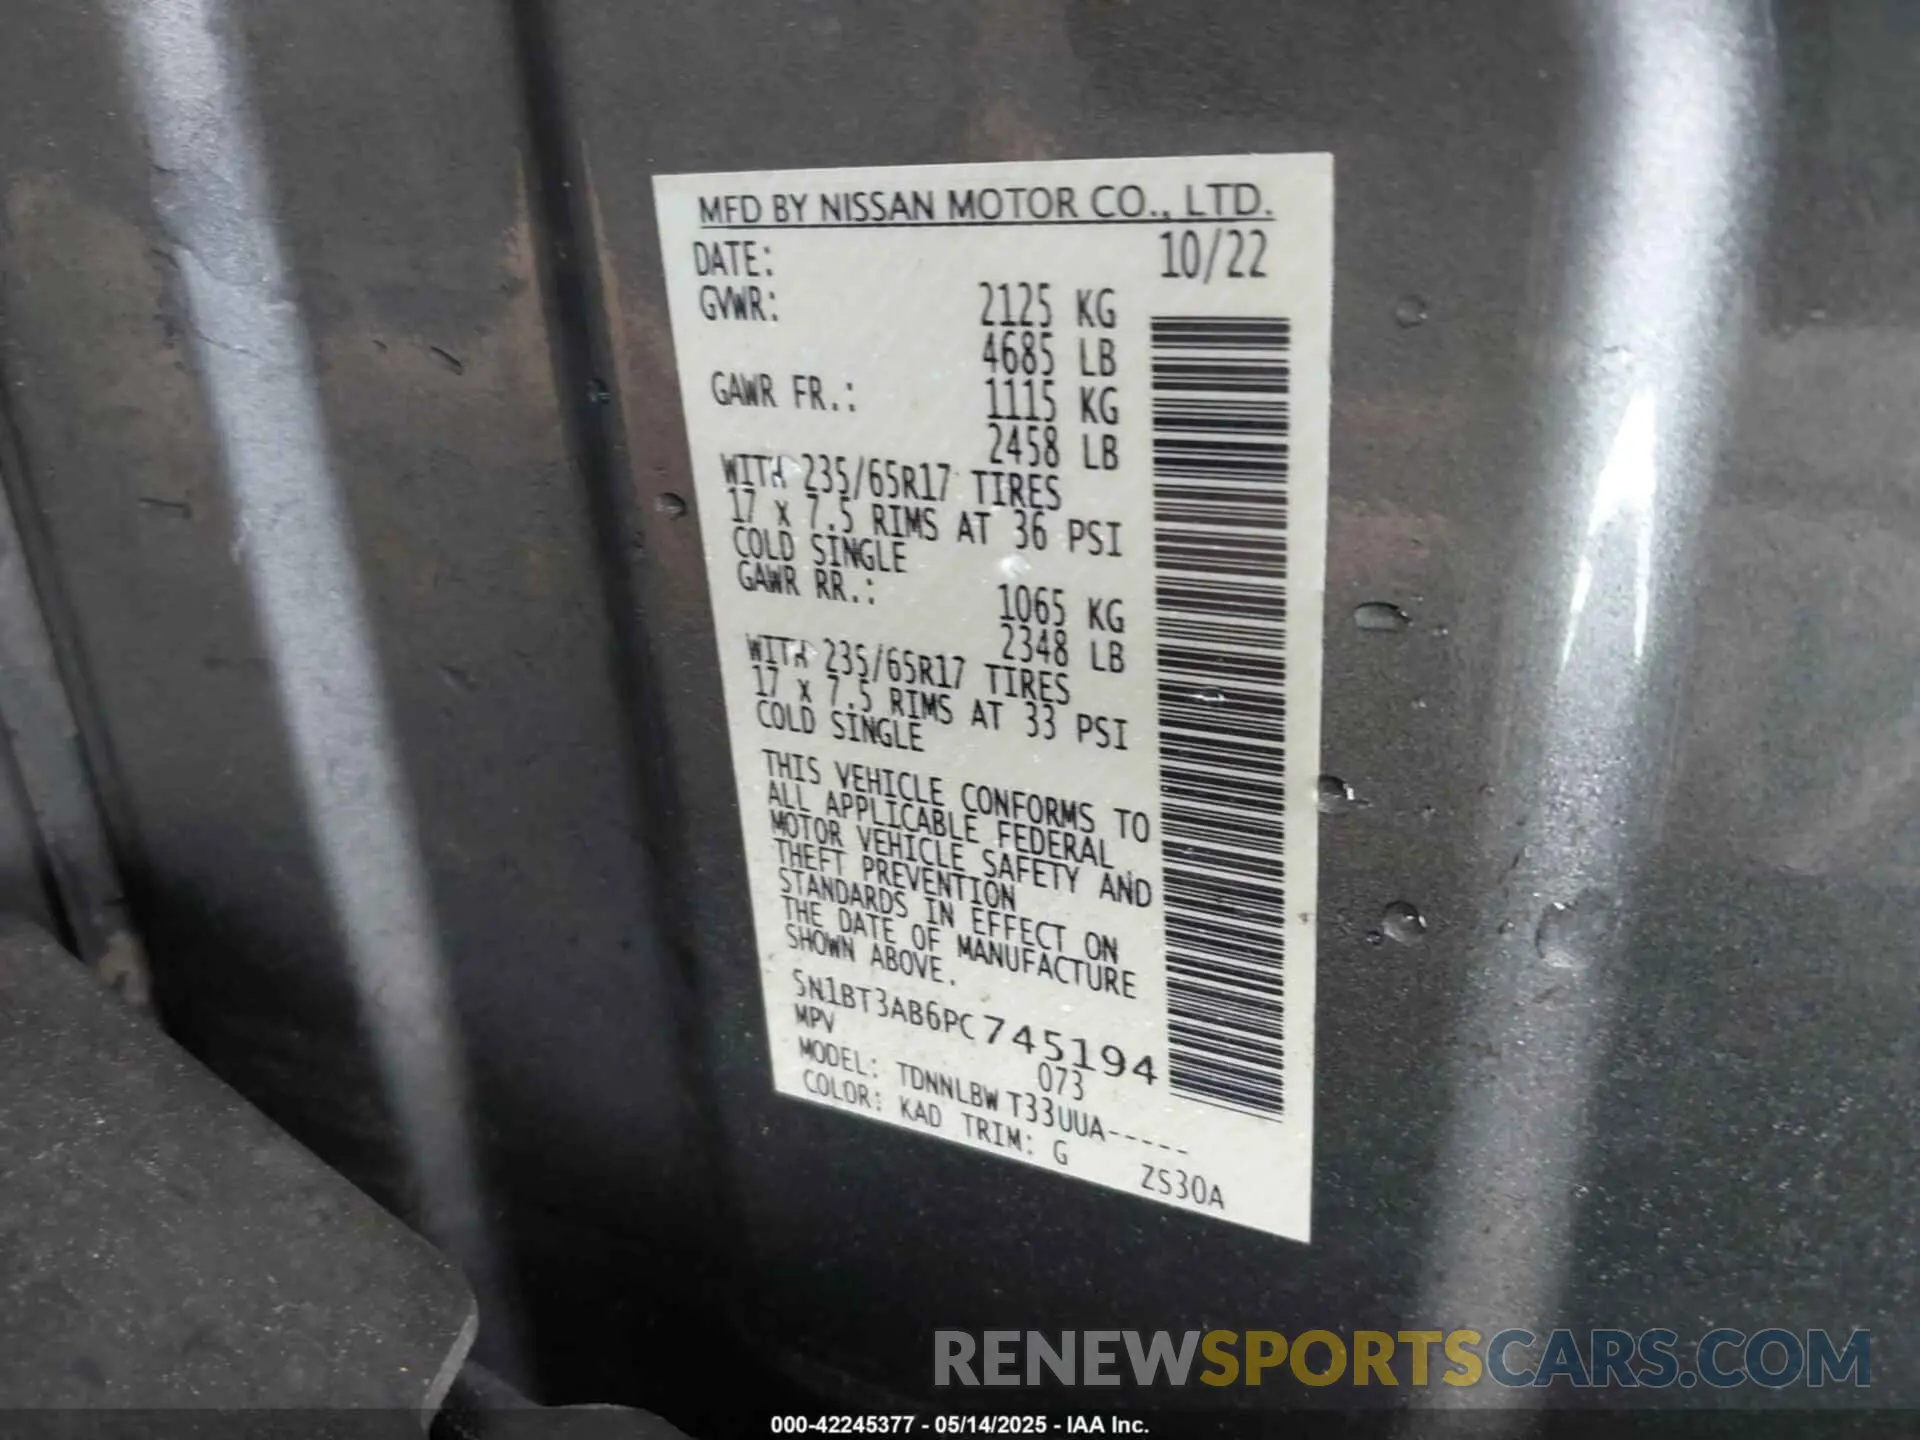 MFD BY NISSAN MOTOR CO., LTD.
DATE: 10/22
GVWR: 2125 KG
4685 LB
GAWR FR.: 1115 KG
2458 LB
WITH 235/65R17 TIRES
17 x 7.5 RIMS AT 36 PSI
COLD SINGLE
GAWR RR.: 1065 KG
2348 LB
WITH 235/65R17 TIRES
17 x 7.5 RIMS AT 33 PSI
COLD SINGLE
THIS VEHICLE CONFORMS TO
ALL APPLICABLE FEDERAL
MOTOR VEHICLE SAFETY AND
THEFT PREVENTION
STANDARDS IN EFFECT ON
THE DATE OF MANUFACTURE
SHOWN ABOVE.
5N1BT3AB6PC745194
MPV 073
MODEL: TDNNLBW T33UUA-----
COLOR: KAD TRIM: G ZS30A
RENEWSPORTSCARS.COM
000-42245377 - 05/14/2025 - IAA Inc.